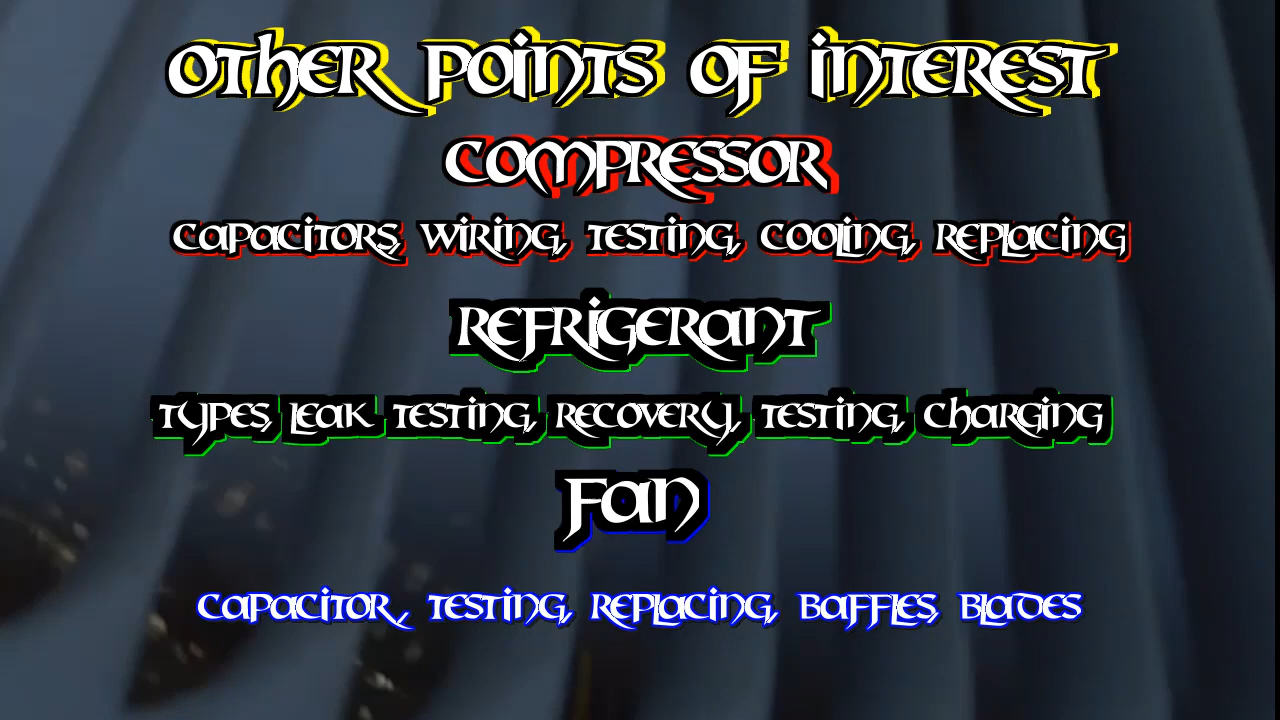 OTHER POINTS OF INTEREST
COMPRESSOR
CAPACITORS, WIRING, TESTING, COOLING, REPLACING
REFRIGERANT
TYPES, LEAK TESTING, RECOVERY, TESTING, CHARGING
FAN
CAPACITOR, TESTING, REPLACING, BAFFLES, BLADES